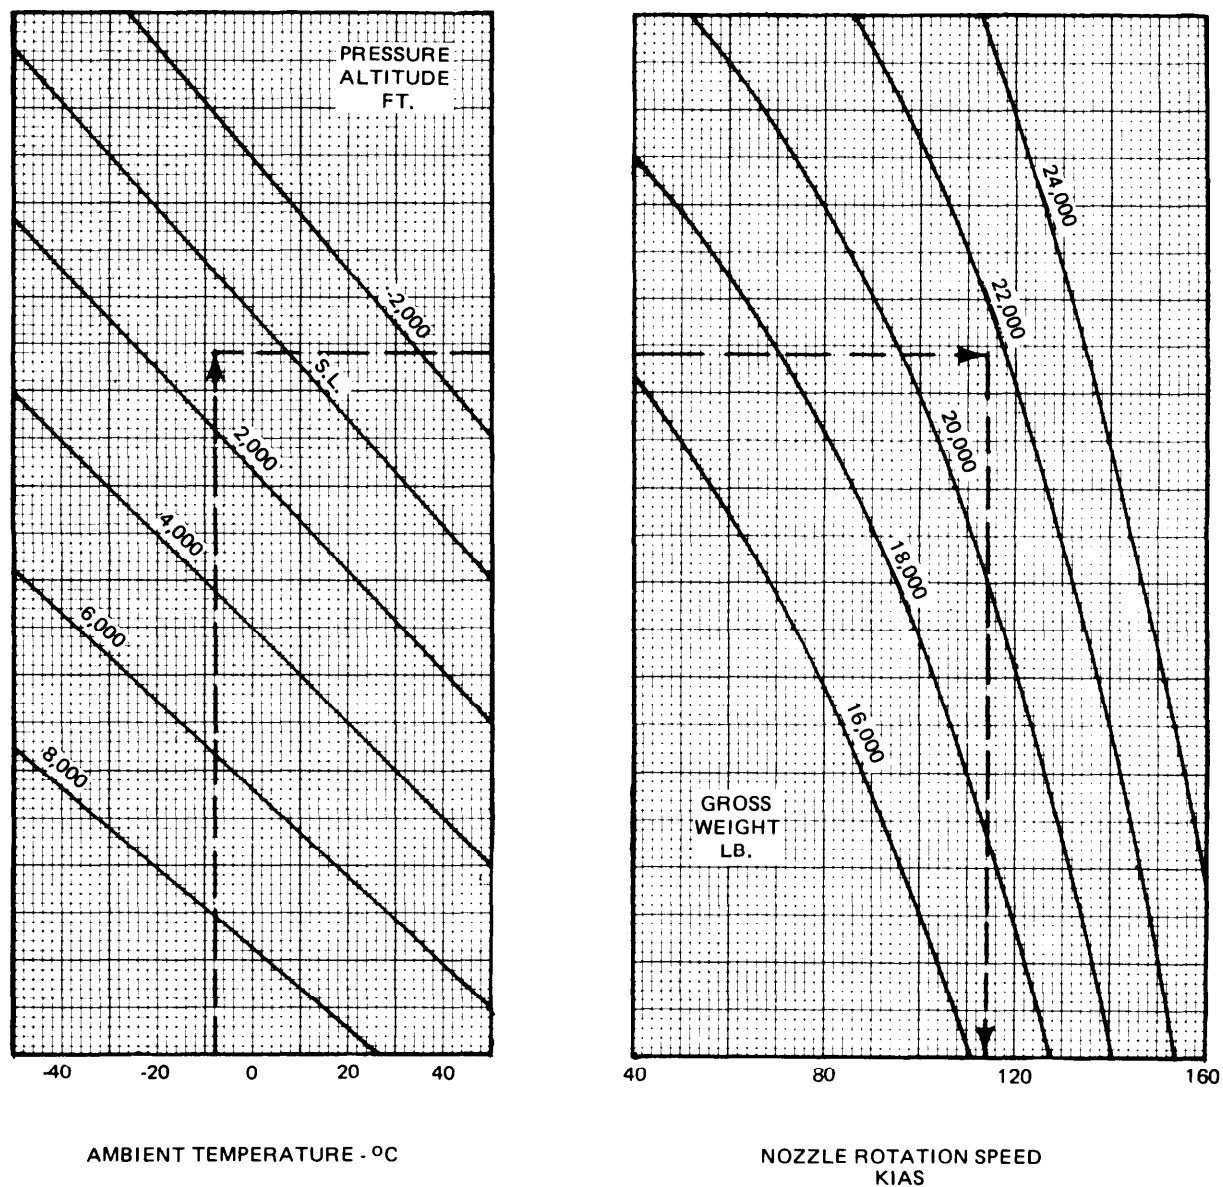 PRESSURE
ALTITUDE
FT.
-2,000
S.L.
2,000
4,000
6,000
8,000
-40 -20 0 20 40
AMBIENT TEMPERATURE - °C
24,000
22,000
20,000
18,000
16,000
GROSS
WEIGHT
LB.
40 80 120 160
NOZZLE ROTATION SPEED
KIAS